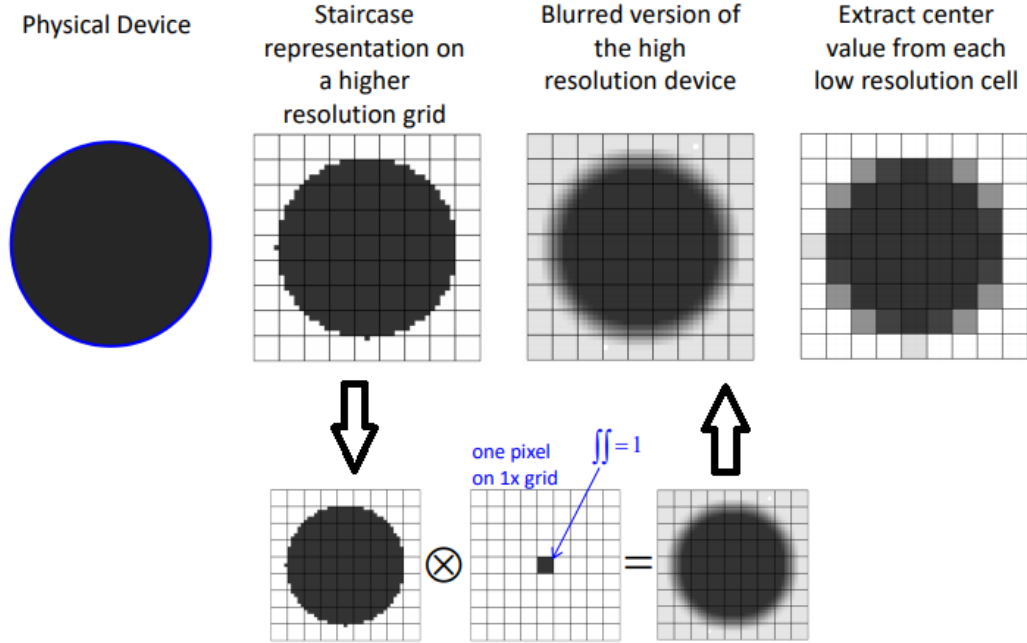 Physical Device
Staircase
representation on
a higher
resolution grid
Blurred version of
the high
resolution device
Extract center
value from each
low resolution cell
one pixel
on 1x grid
∬ = 1
⊗
=